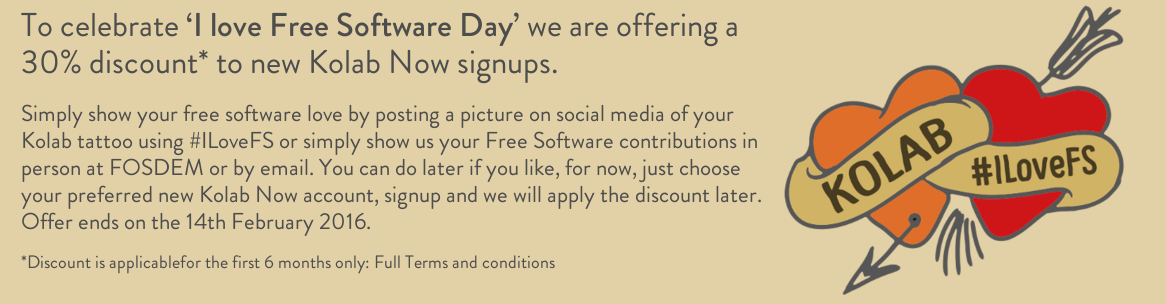 To celebrate ‘I love Free Software Day’ we are offering a
30% discount* to new Kolab Now signups.
Simply show your free software love by posting a picture on social media of your
Kolab tattoo using #ILoveFS or simply show us your Free Software contributions in
person at FOSDEM or by email. You can do later if you like, for now, just choose
your preferred new Kolab Now account, signup and we will apply the discount later.
Offer ends on the 14th February 2016.
*Discount is applicablefor the first 6 months only: Full Terms and conditions
KOLAB
#ILoveFS